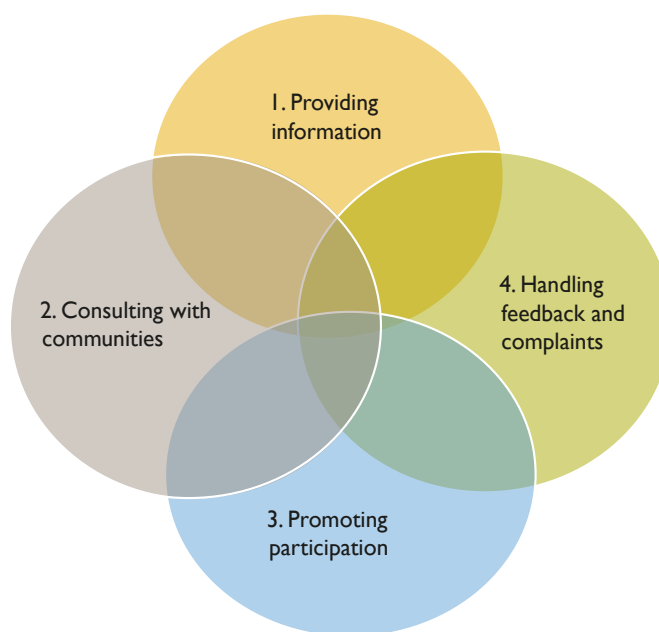 1. Providing
information
2. Consulting with
communities
3. Promoting
participation
4. Handling
feedback and
complaints